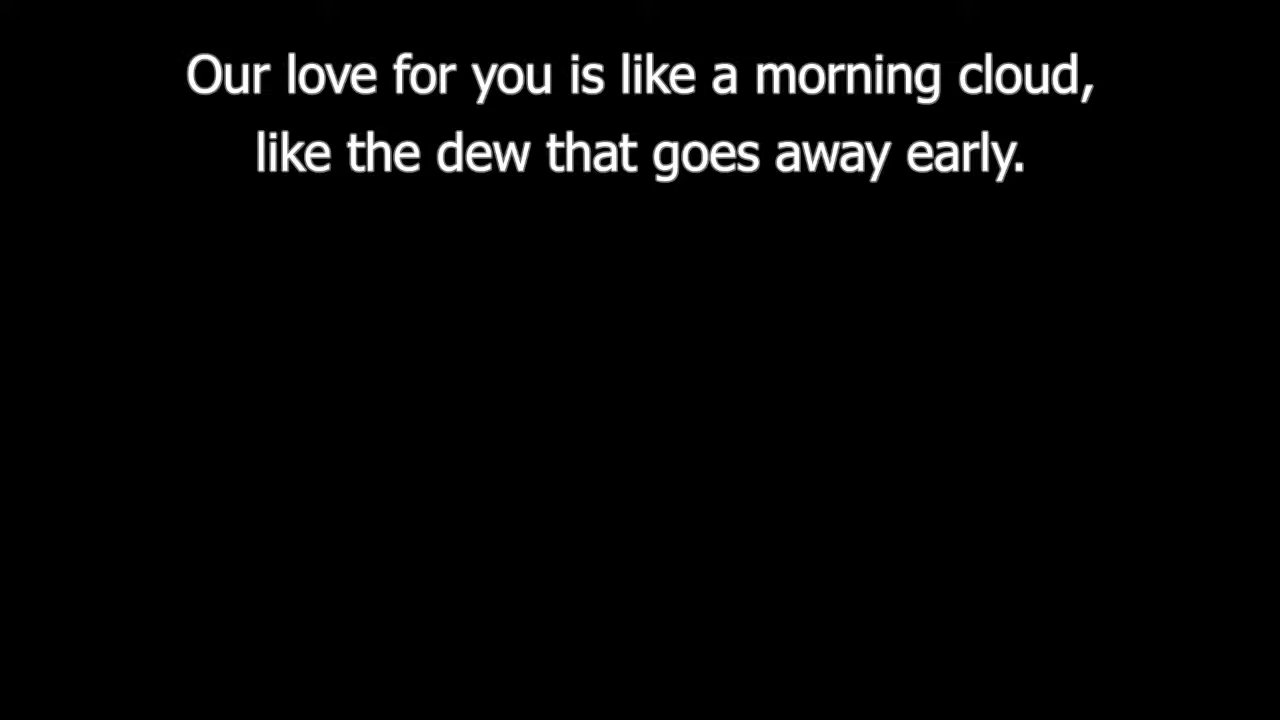 Our love for you is like a morning cloud,
like the dew that goes away early.